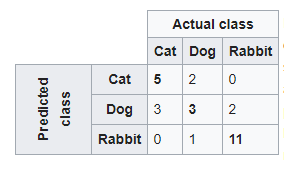 Actual class
Cat Dog Rabbit
Predicted
class
Cat 5 2 0
Dog 3 3 2
Rabbit 0 1 11